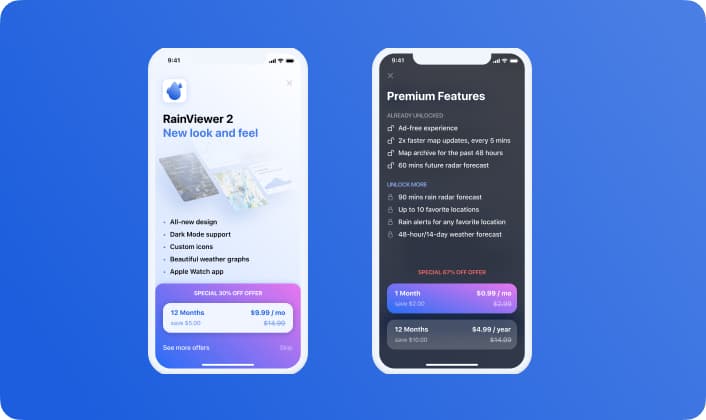 9:41
RainViewer 2
New look and feel
All-new design
Dark Mode support
Custom icons
Beautiful weather graphs
Apple Watch app
SPECIAL 30% OFF OFFER
12 Months $9.99 / mo
save $5.00 $14.99
See more offers Skip
9:41
Premium Features
ALREADY UNLOCKED
Ad-free experience
2x faster map updates, every 5 mins
Map archive for the past 48 hours
60 mins future radar forecast
UNLOCK MORE
90 mins rain radar forecast
Up to 10 favorite locations
Rain alerts for any favorite location
48-hour/14-day weather forecast
SPECIAL 67% OFF OFFER
1 Month $0.99 / mo
save $2.00 $2.99
12 Months $4.99 / year
save $10.00 $14.99